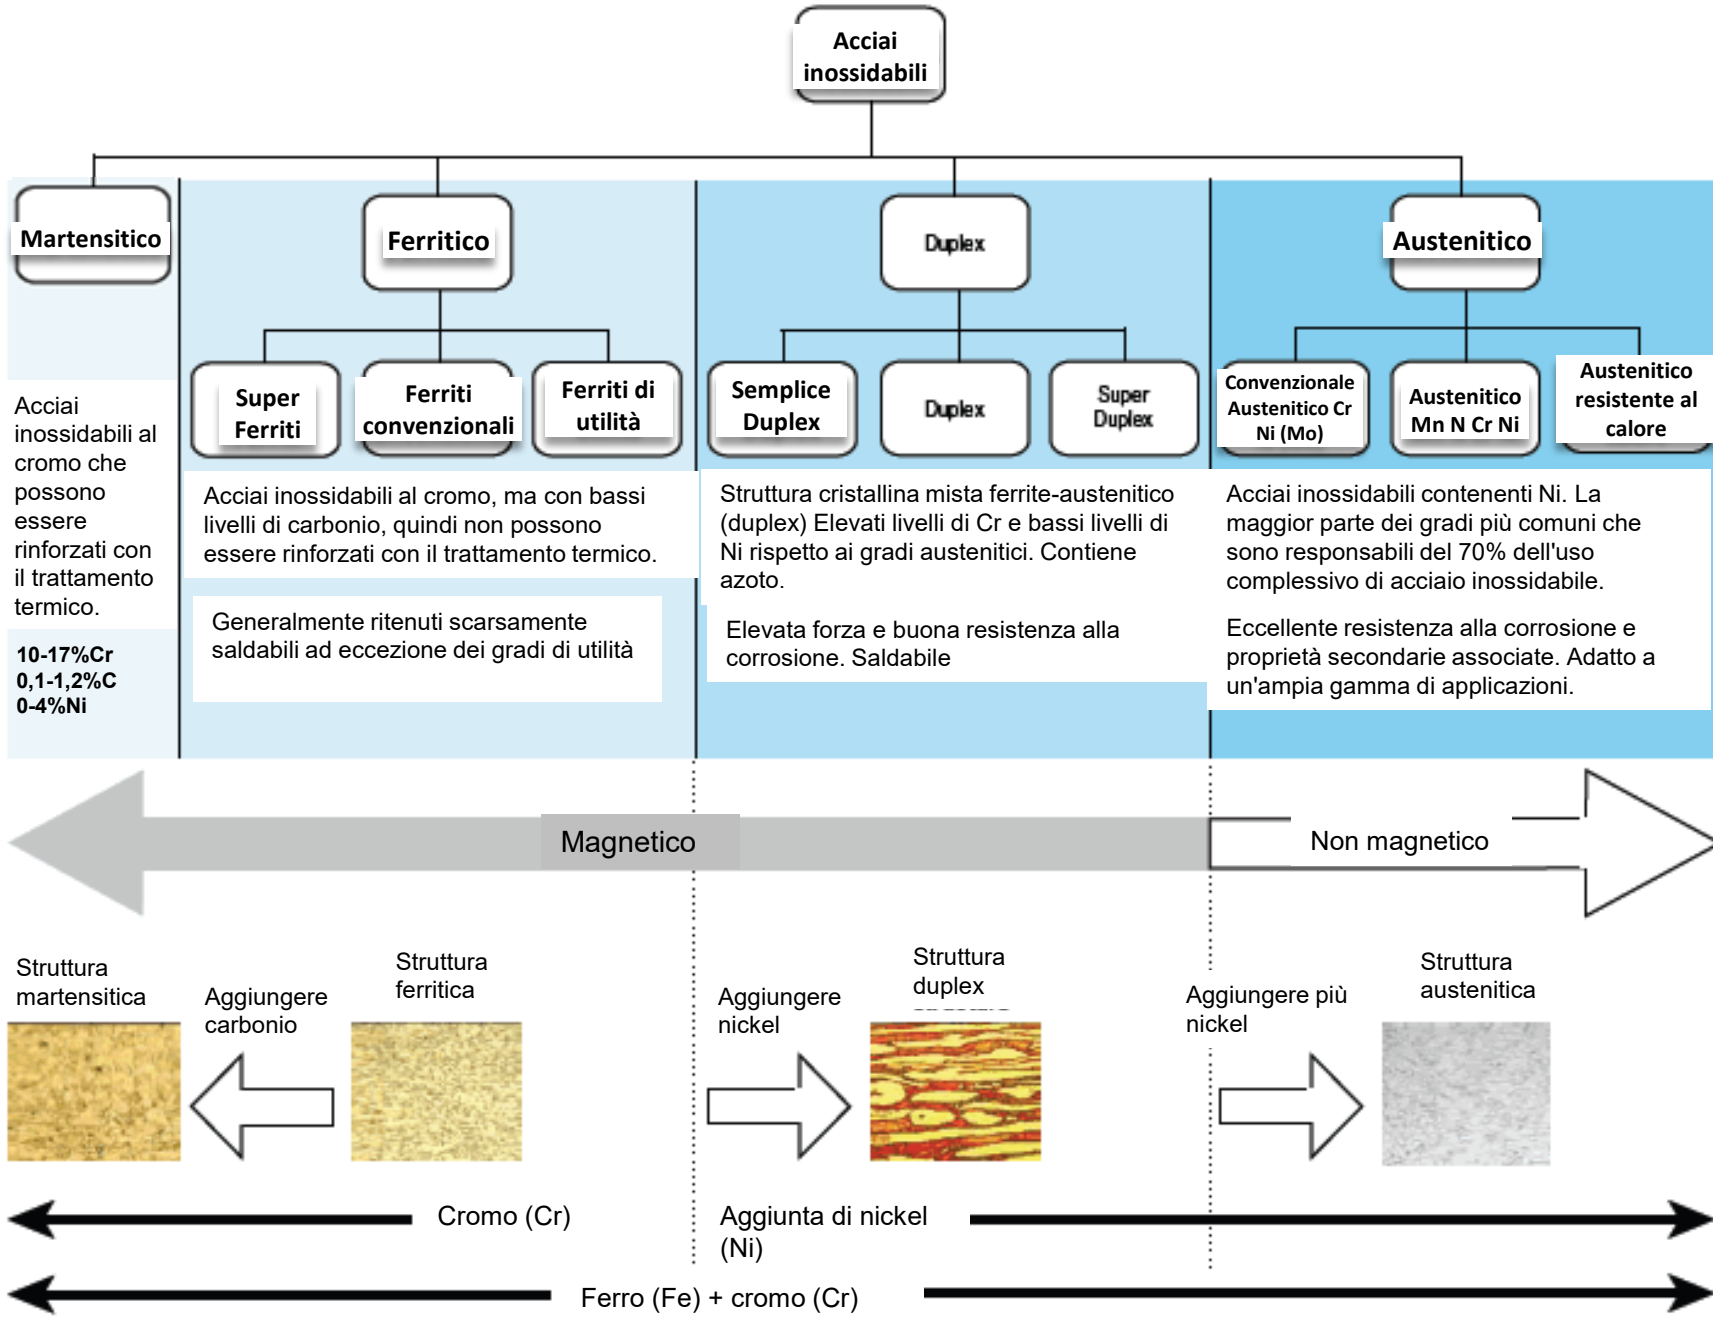 Acciai
inossidabili
Martensitico
Ferritico
Duplex
Austenitico
Super
Ferriti
Ferriti
convenzionali
Ferriti di
utilità
Semplice
Duplex
Duplex
Super
Duplex
Convenzionale
Austenitico Cr
Ni (Mo)
Austenitico
Mn N Cr Ni
Austenitico
resistente al
calore
Acciai
inossidabili al
cromo che
possono
essere
rinforzati con
il trattamento
termico.
10-17%Cr
0,1-1,2%C
0-4%Ni
Acciai inossidabili al cromo, ma con bassi
livelli di carbonio, quindi non possono
essere rinforzati con il trattamento termico.
Generalmente ritenuti scarsamente
saldabili ad eccezione dei gradi di utilità
Struttura cristallina mista ferrite-austenitico
(duplex) Elevati livelli di Cr e bassi livelli di
Ni rispetto ai gradi austenitici. Contiene
azoto.
Elevata forza e buona resistenza alla
corrosione. Saldabile
Acciai inossidabili contenenti Ni. La
maggior parte dei gradi più comuni che
sono responsabili del 70% dell'uso
complessivo di acciaio inossidabile.
Eccellente resistenza alla corrosione e
proprietà secondarie associate. Adatto a
un'ampia gamma di applicazioni.
Magnetico
Non magnetico
Struttura
martensitica
Aggiungere
carbonio
Struttura
ferritica
Aggiungere
nickel
Struttura
duplex
Aggiungere più
nickel
Struttura
austenitica
Cromo (Cr)
Aggiunta di nickel
(Ni)
Ferro (Fe) + cromo (Cr)